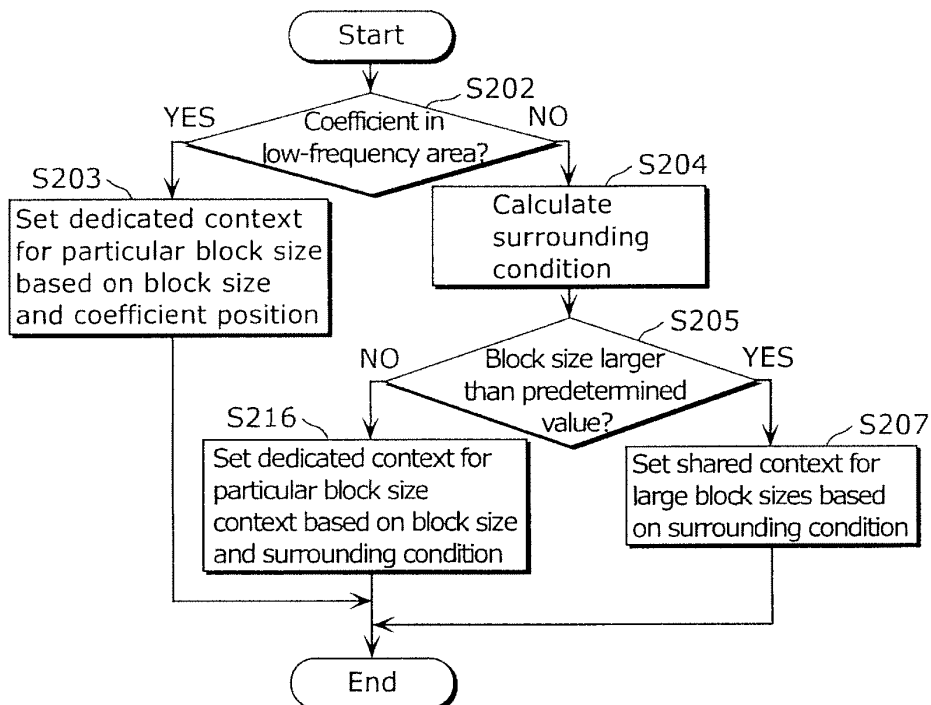 Start
S202
YES
NO
Coefficient in
low-frequency area?
S203
S204
Set dedicated context
for particular block size
based on block size
and coefficient position
Calculate
surrounding
condition
S205
NO
YES
Block size larger
than predetermined
value?
S216
S207
Set dedicated context for
particular block size
context based on block size
and surrounding condition
Set shared context for
large block sizes based
on surrounding condition
End